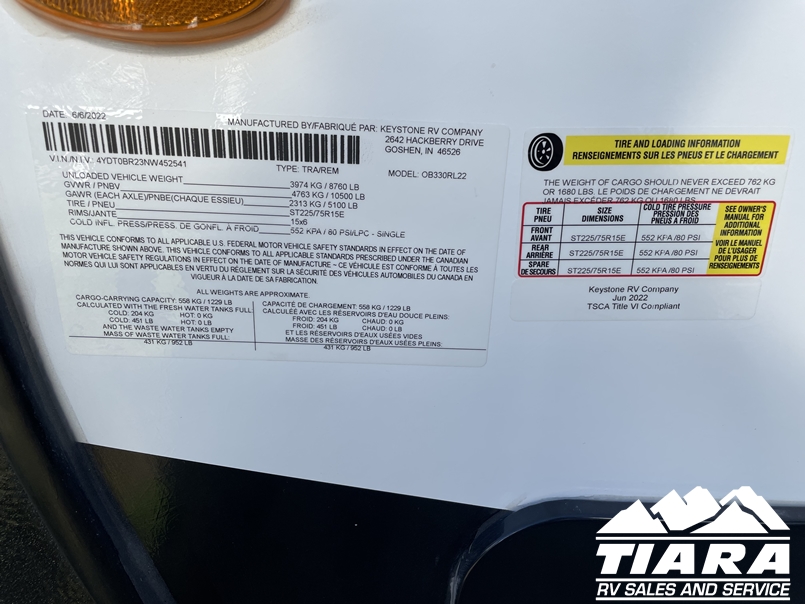 DATE: 6/6/2022
MANUFACTURED BY/FABRIQUÉ PAR: KEYSTONE RV COMPANY
2642 HACKBERRY DRIVE
GOSHEN, IN 46526
V.I.N./N.I.V.: 4YDT0BR23NW452541
TYPE: TRA/REM
MODEL: OB330RL22
UNLOADED VEHICLE WEIGHT 3974 KG / 8760 LB
GVWR / PNBV 4763 KG / 10500 LB
GAWR (EACH AXLE)/PNBE(CHAQUE ESSIEU) 2313 KG / 5100 LB
TIRE / PNEU ST225/75R15E
RIMS/JANTE 15x6
COLD INFL. PRESS/PRESS. DE GONFL. À FROID 552 KPA / 80 PSI/LPC - SINGLE
THIS VEHICLE CONFORMS TO ALL APPLICABLE U.S. FEDERAL MOTOR VEHICLE SAFETY STANDARDS IN EFFECT ON THE DATE OF
MANUFACTURE SHOWN ABOVE. THIS VEHICLE CONFORMS TO ALL APPLICABLE STANDARDS PRESCRIBED UNDER THE CANADIAN
MOTOR VEHICLE SAFETY REGULATIONS IN EFFECT ON THE DATE OF MANUFACTURE – CE VÉHICULE EST CONFORME À TOUTES LES
NORMES QUI LUI SONT APPLICABLES EN VERTU DU RÈGLEMENT SUR LA SÉCURITÉ DES VÉHICULES AUTOMOBILES DU CANADA EN
VIGUEUR À LA DATE DE SA FABRICATION.
ALL WEIGHTS ARE APPROXIMATE.
CARGO-CARRYING CAPACITY: 558 KG / 1229 LB
CALCULATED WITH THE FRESH WATER TANKS FULL:
COLD: 204 KG HOT: 0 KG
COLD: 451 LB HOT: 0 LB
AND THE WASTE WATER TANKS EMPTY
MASS OF WASTE WATER TANKS FULL:
431 KG / 952 LB
CAPACITÉ DE CHARGEMENT: 558 KG / 1229 LB
CALCULÉE AVEC LES RÉSERVOIRS D'EAU DOUCE PLEINS:
FROID: 204 KG CHAUD: 0 KG
FROID: 451 LB CHAUD: 0 LB
ET LES RÉSERVOIRS D'EAU USÉES VIDES
MASSE DES RÉSERVOIRS D'EAU USÉES PLEINS:
431 KG / 952 LB
TIRE AND LOADING INFORMATION
RENSEIGNEMENTS SUR LES PNEUS ET LE CHARGEMENT
THE WEIGHT OF CARGO SHOULD NEVER EXCEED 762 KG
OR 1680 LBS. LE POIDS DE CHARGEMENT NE DEVRAIT
JAMAIS EXCÉDER 762 KG OU 1680 LBS.
TIRE PNEU
SIZE DIMENSIONS
COLD TIRE PRESSURE
PRESSION DES
PNEUS À FROID
FRONT AVANT ST225/75R15E 552 KPA /80 PSI
REAR ARRIÈRE ST225/75R15E 552 KPA /80 PSI
SPARE DE SECOURS ST225/75R15E 552 KPA /80 PSI
SEE OWNER'S
MANUAL FOR
ADDITIONAL
INFORMATION
VOIR LE MANUEL
DE L'USAGER
POUR PLUS DE
RENSEIGNEMENTS
Keystone RV Company
Jun 2022
TSCA Title VI Compliant
TIARA
RV SALES AND SERVICE